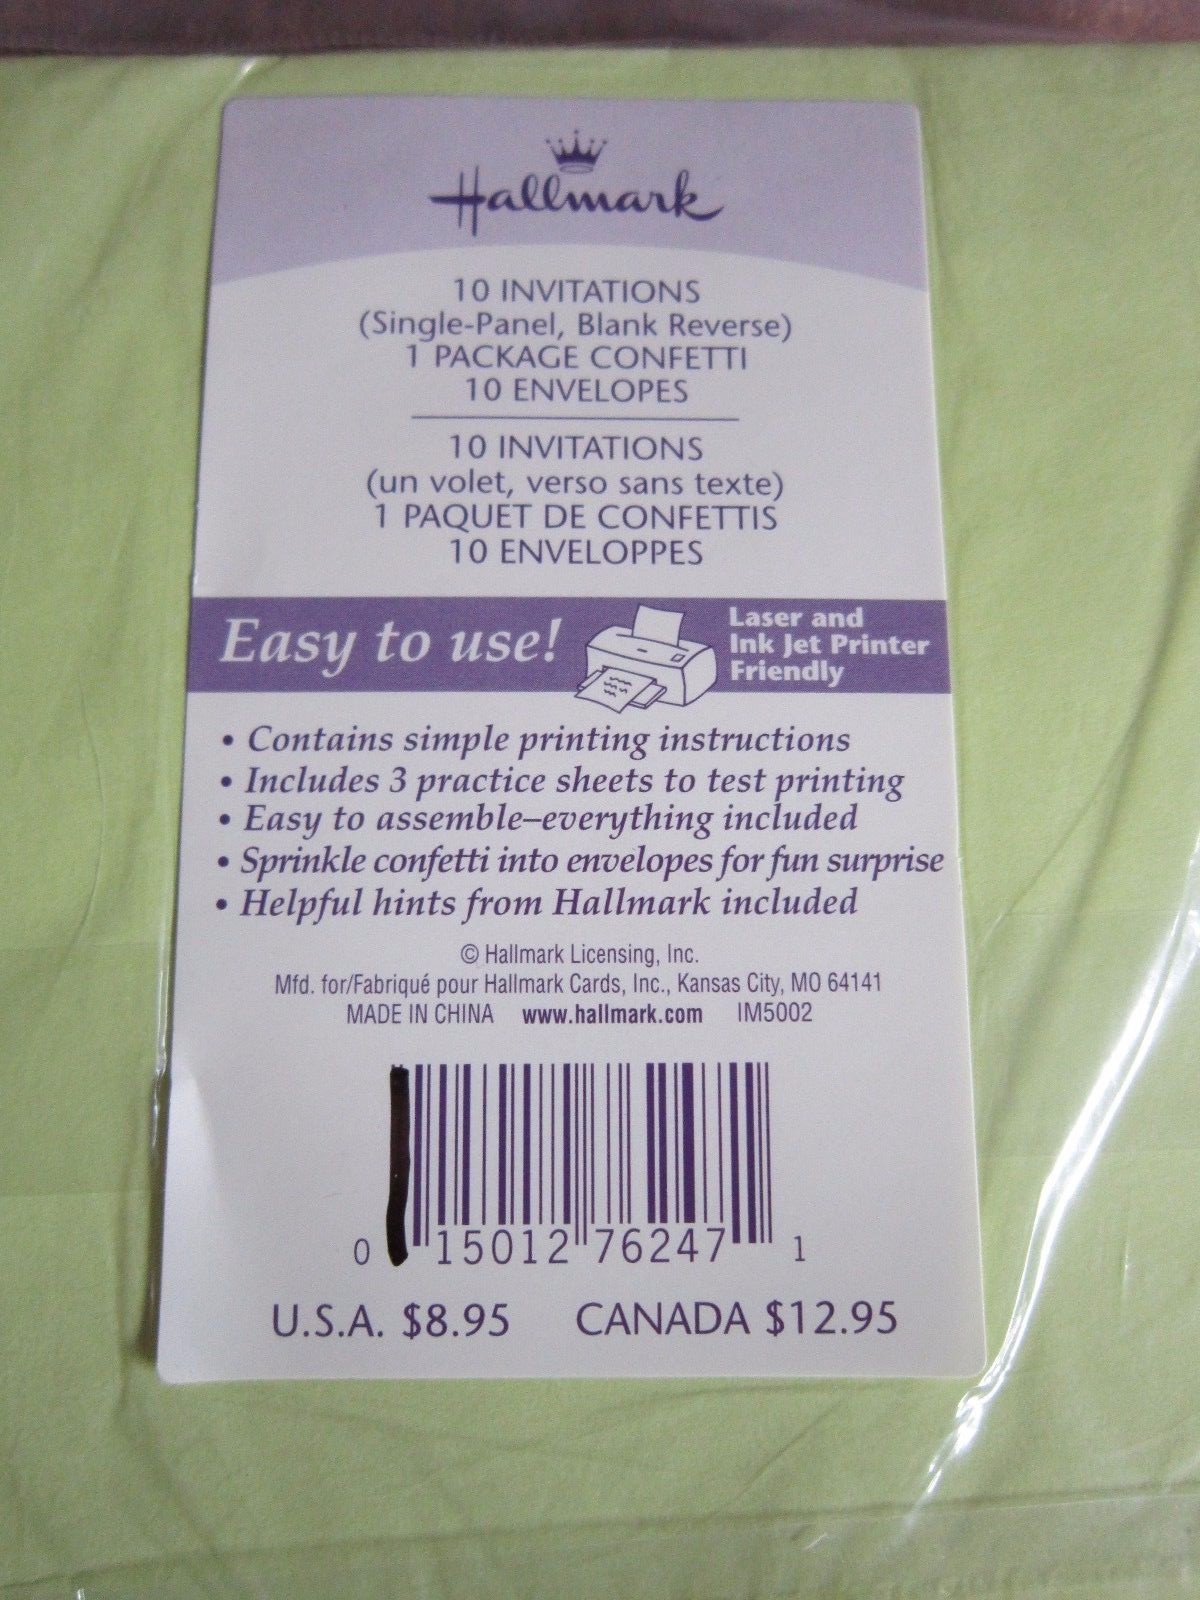 Hallmark
10 INVITATIONS
(Single-Panel, Blank Reverse)
1 PACKAGE CONFETTI
10 ENVELOPES
10 INVITATIONS
(un volet, verso sans texte)
1 PAQUET DE CONFETTIS
10 ENVELOPPES
Easy to use!
Laser and
Ink Jet Printer
Friendly
• Contains simple printing instructions
• Includes 3 practice sheets to test printing
• Easy to assemble–everything included
• Sprinkle confetti into envelopes for fun surprise
• Helpful hints from Hallmark included
© Hallmark Licensing, Inc.
Mfd. for/Fabriqué pour Hallmark Cards, Inc., Kansas City, MO 64141
MADE IN CHINA www.hallmark.com IM5002
0 15012 76247 1
U.S.A. $8.95 CANADA $12.95